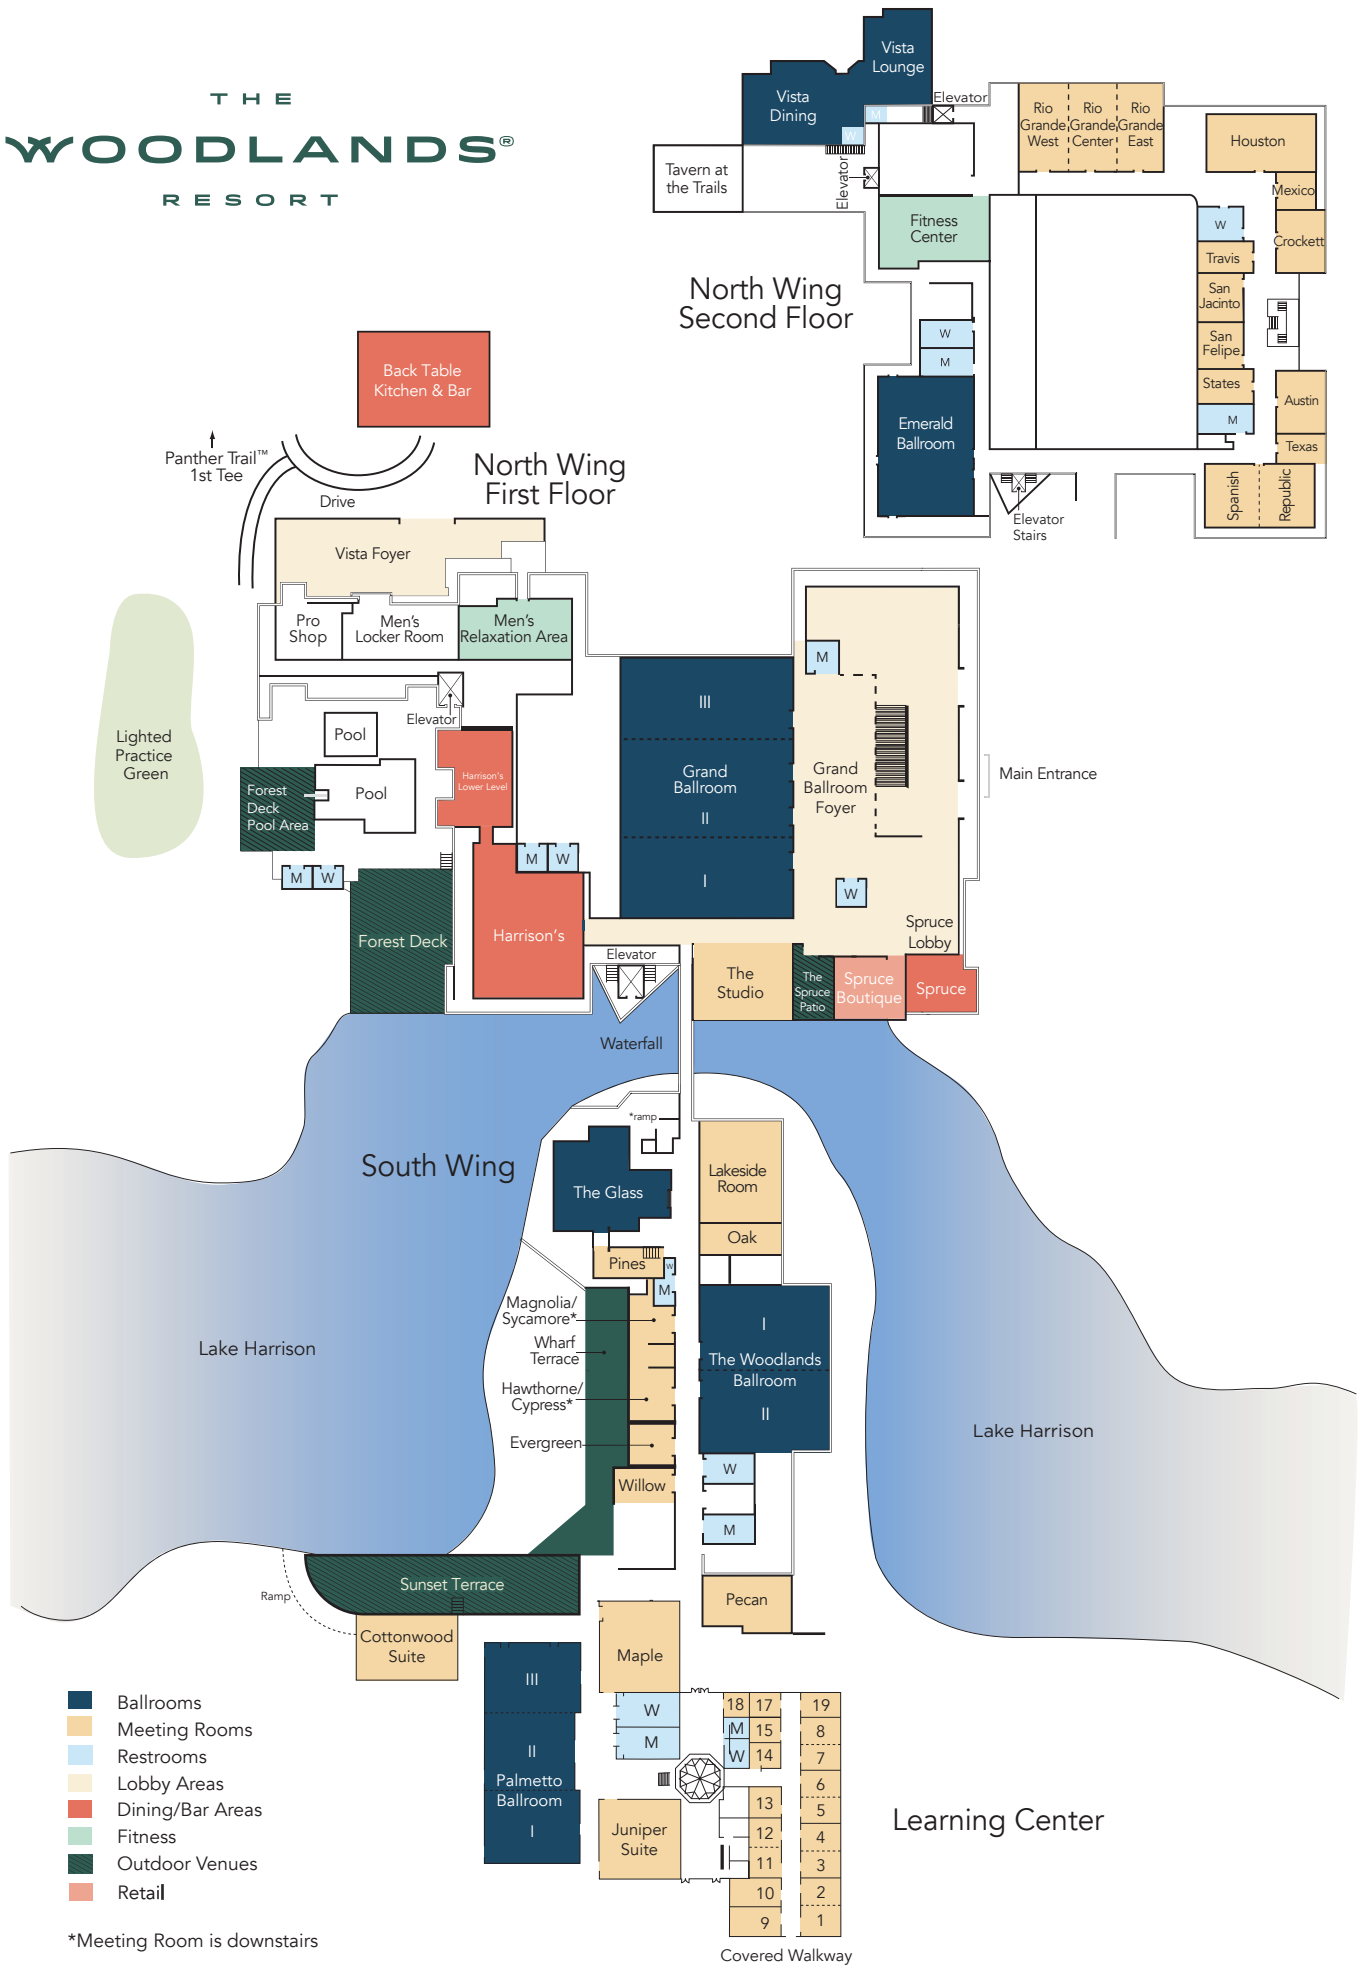 THE
WOODLANDS®
RESORT
Vista
Lounge
Vista
Dining
M
W
Elevator
Elevator
Tavern at
the Trails
Rio
Grande
West
Rio
Grande
Center
Rio
Grande
East
Houston
Mexico
Crockett
W
Travis
San
Jacinto
San
Felipe
States
M
Austin
Texas
Spanish
Republic
Fitness
Center
W
M
Emerald
Ballroom
Elevator
Stairs
North Wing
Second Floor
Back Table
Kitchen & Bar
Panther Trail™
1st Tee
Drive
North Wing
First Floor
Vista Foyer
Pro
Shop
Men's
Locker Room
Men's
Relaxation Area
Elevator
Pool
Pool
Lighted
Practice
Green
Forest
Deck
Pool Area
Harrison's
Lower Level
M
W
M
W
Forest Deck
Harrison's
III
Grand
Ballroom
II
I
M
Grand
Ballroom
Foyer
Main Entrance
W
Spruce
Lobby
Elevator
The
Studio
The
Spruce
Patio
Spruce
Boutique
Spruce
Waterfall
*ramp
South Wing
The Glass
Lakeside
Room
Oak
Pines
W
M
Magnolia/
Sycamore*
Wharf
Terrace
Hawthorne/
Cypress*
Evergreen
Willow
I
The Woodlands
Ballroom
II
W
M
Lake Harrison
Lake Harrison
Sunset Terrace
Ramp
Cottonwood
Suite
Pecan
Maple
W
M
III
II
Palmetto
Ballroom
I
Juniper
Suite
18
17
19
M
15
8
W
14
7
6
13
5
12
4
11
3
10
2
9
1
Learning Center
Covered Walkway
Ballrooms
Meeting Rooms
Restrooms
Lobby Areas
Dining/Bar Areas
Fitness
Outdoor Venues
Retail
*Meeting Room is downstairs